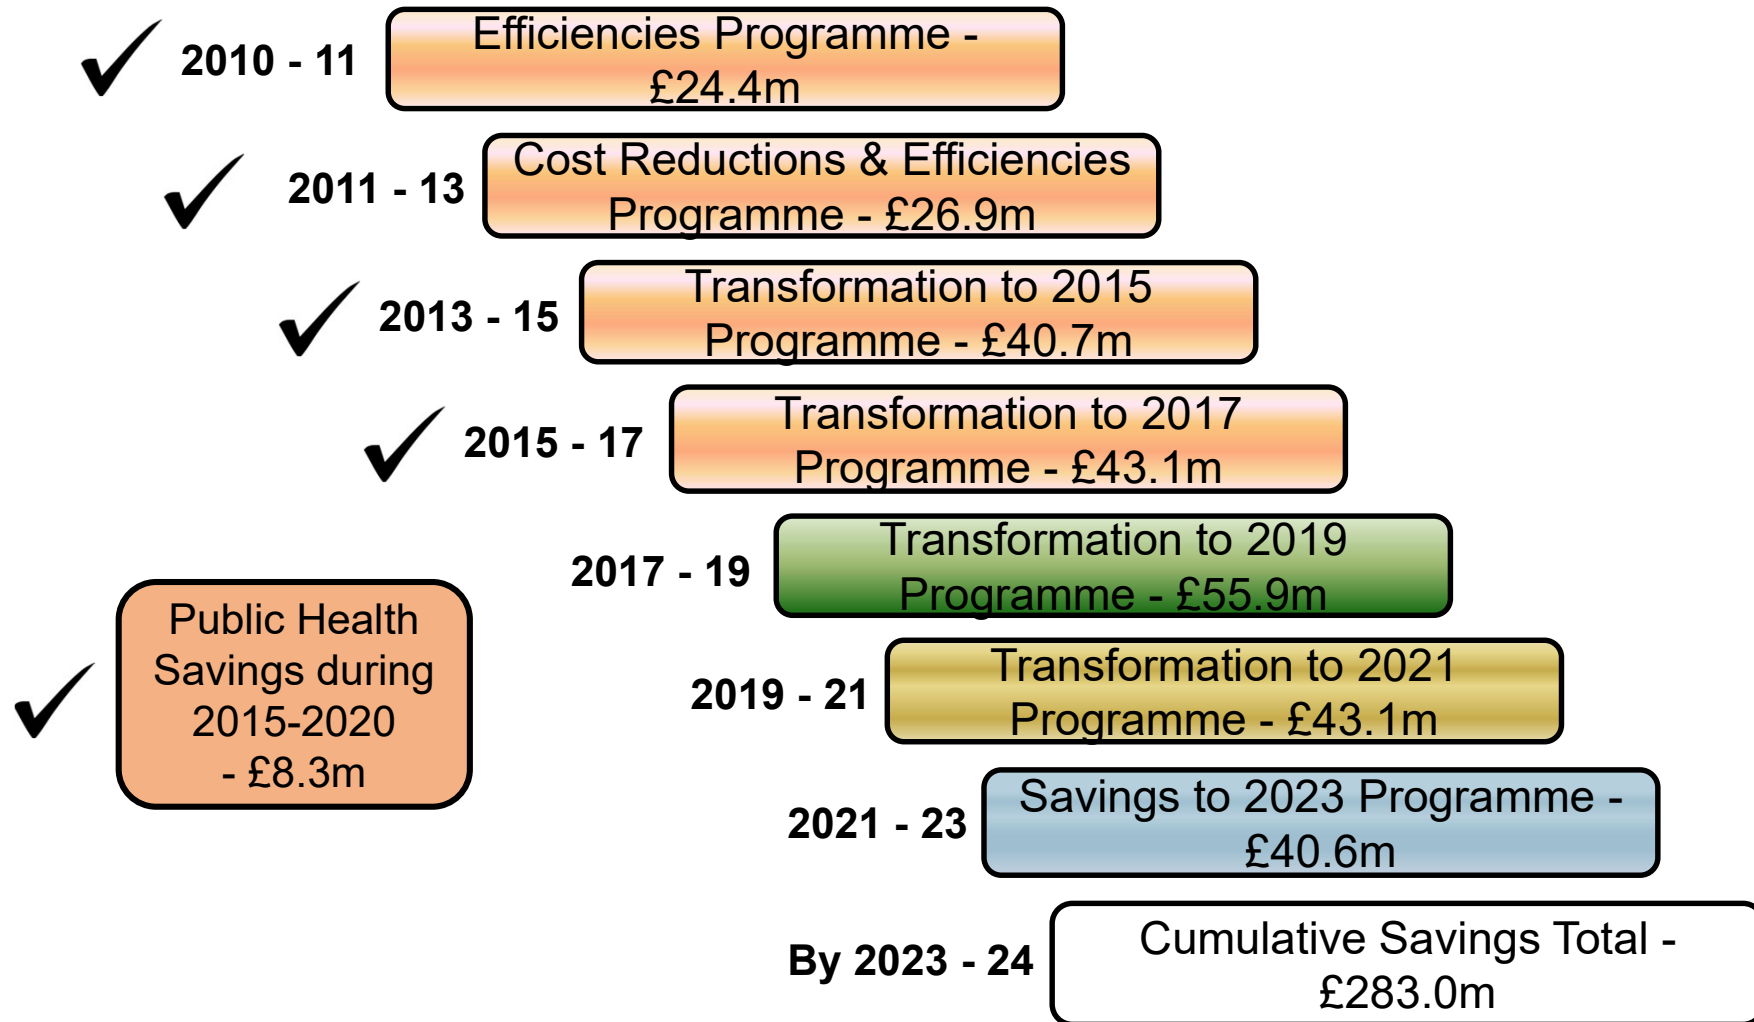 2010 - 11
Efficiencies Programme -
£24.4m
2011 - 13
Cost Reductions & Efficiencies
Programme - £26.9m
2013 - 15
Transformation to 2015
Programme - £40.7m
2015 - 17
Transformation to 2017
Programme - £43.1m
2017 - 19
Transformation to 2019
Programme - £55.9m
Public Health
Savings during
2015-2020
- £8.3m
2019 - 21
Transformation to 2021
Programme - £43.1m
2021 - 23
Savings to 2023 Programme -
£40.6m
By 2023 - 24
Cumulative Savings Total -
£283.0m